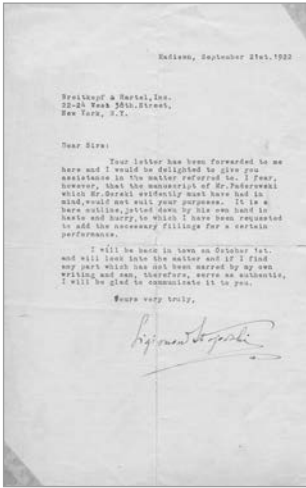 Madison, September 21st. 1922
Breitkopf & Hartel, Inc.
22-24 West 38th. Street,
New York, N.Y.
Dear Sirs:
Your letter has been forwarded to me
here and I would be delighted to give you
assistance in the matter referred to. I fear,
however, that the manuscript of Mr. Paderewski
which Mr. Gorski evidently must have had in
mind, would not suit your purposes. It is a
bare outline, jotted down by his own hand in
haste and hurry, to which I have been requested
to add the necessary fillings for a certain
performance.
I will be back in town on October 1st.
and will look into the matter and if I find
any part which has not been marred by my own
writing and can, therefore, serve as authentic,
I will be glad to communicate it to you.
Yours very truly,
Sigismond Stojowski